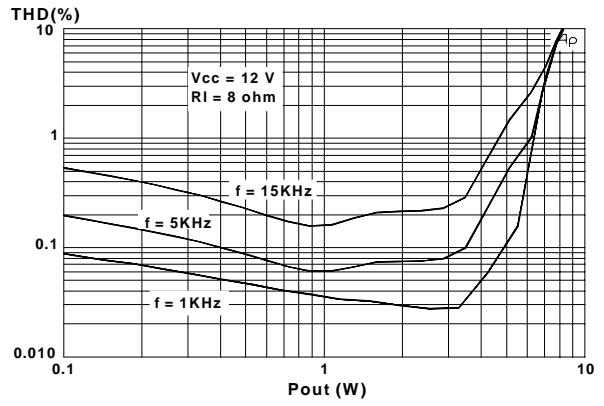 THD(%)
10
Vcc = 12 V
Rl = 8 ohm
1
f = 15KHz
f = 5KHz
0.1
f = 1KHz
0.010
0.1
1
10
Pout (W)